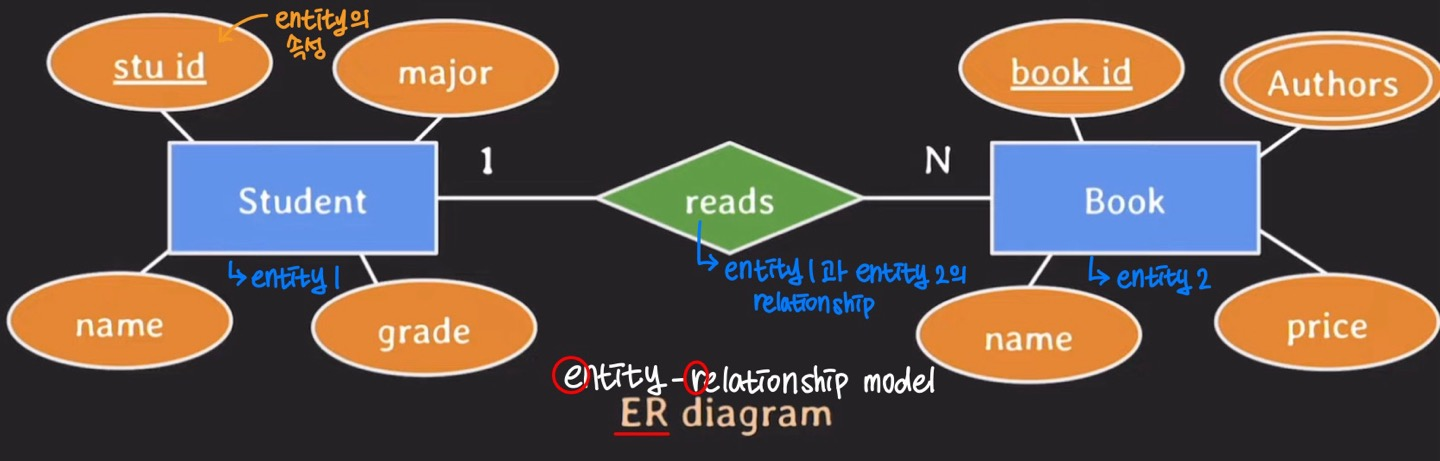 stu id
entity의
속성
major
book id
Authors
1
N
Student
reads
Book
entity 1
entity 1과 entity 2의
relationship
entity 2
name
grade
name
price
entity-relationship model
ER diagram